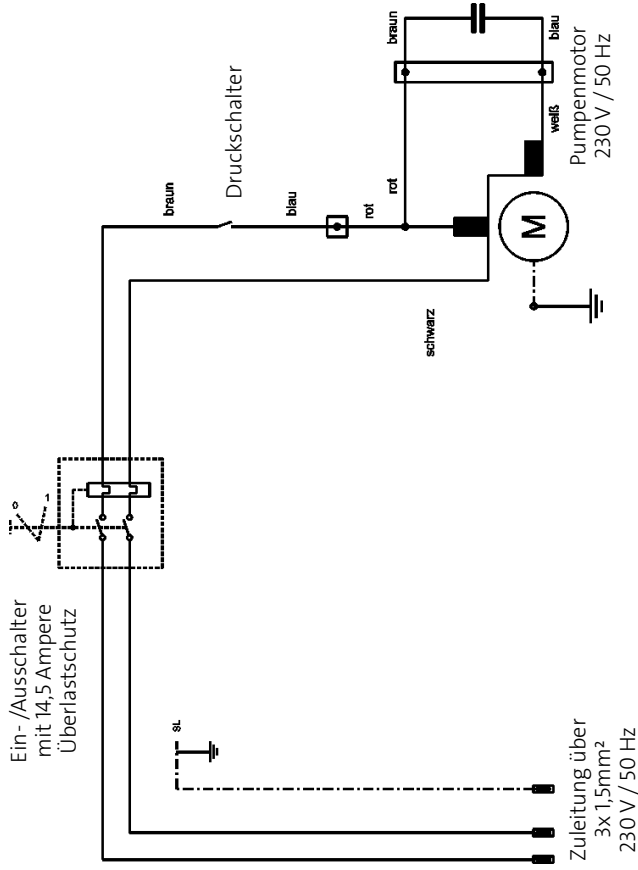 Ein- /Ausschalter
mit 14,5 Ampere
Überlastschutz
0
1
braun
Druckschalter
blau
rot
rot
braun
blau
weiß
Pumpenmotor
230 V / 50 Hz
M
schwarz
SL
Zuleitung über
3x 1,5mm²
230 V / 50 Hz